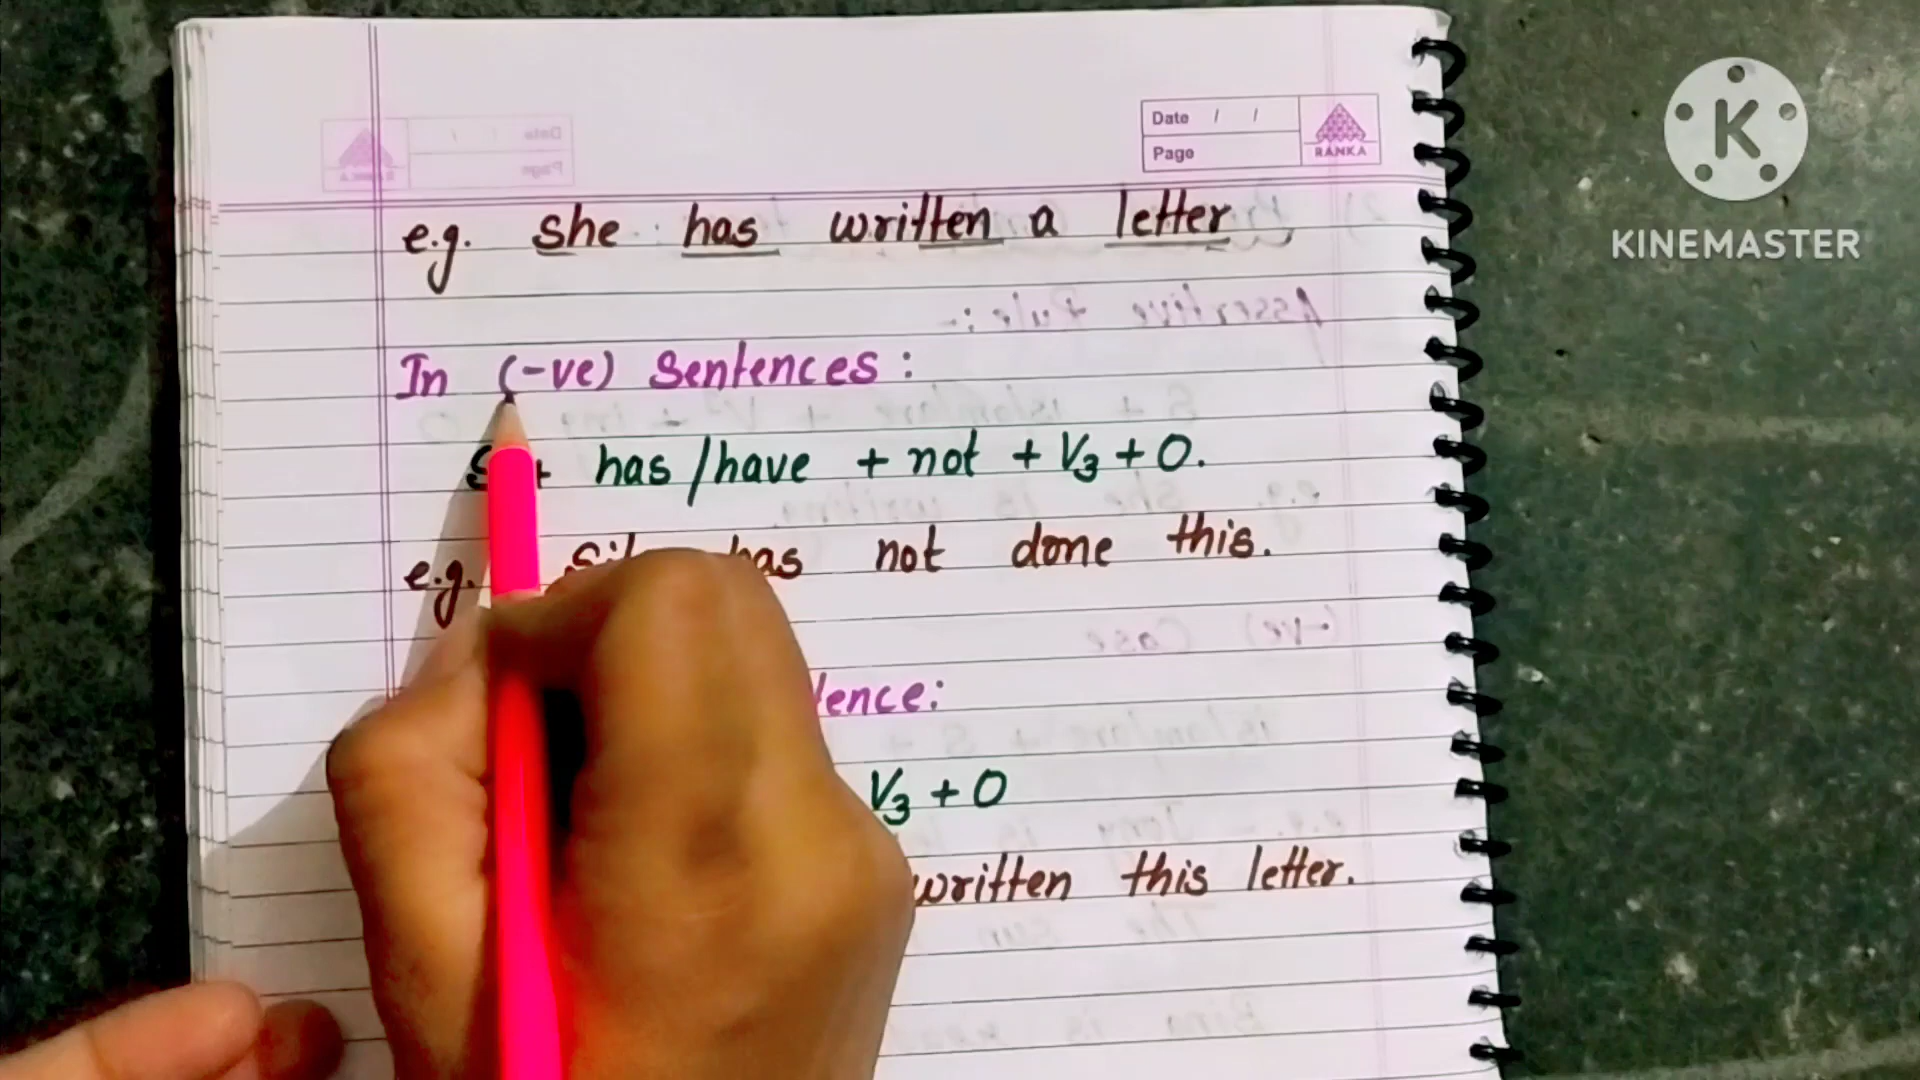 Date / /
Page
RANKA
KINEMASTER
e.g. She has written a letter
In (-ve) Sentences:
S + has/have + not + V3 + O.
e.g. has not done this.
V3 + O
written this letter.